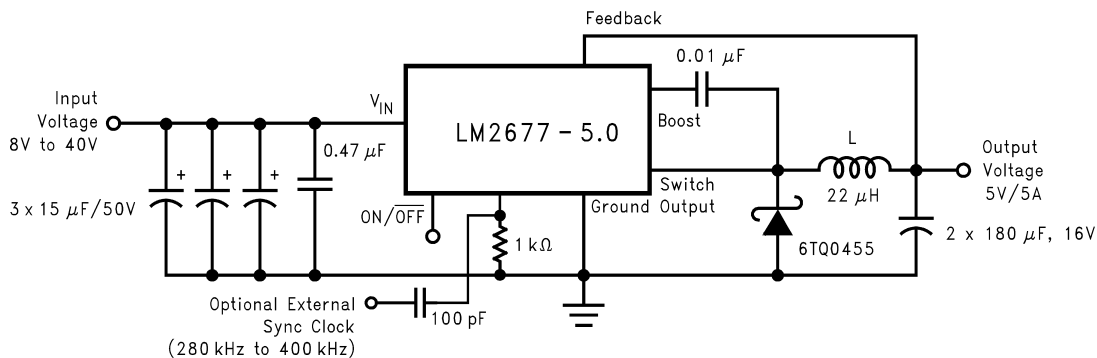 Feedback
0.01 μF
Input
Voltage
8V to 40V
V_IN
LM2677 - 5.0
Boost
0.47 μF
L
Output
Voltage
5V/5A
Switch
Output
22 μH
3 x 15 μF/50V
+
+
+
ON/OFF
Ground
1 kΩ
6TQ045S
2 x 180 μF, 16V
Optional External
Sync Clock
(280 kHz to 400 kHz)
100 pF